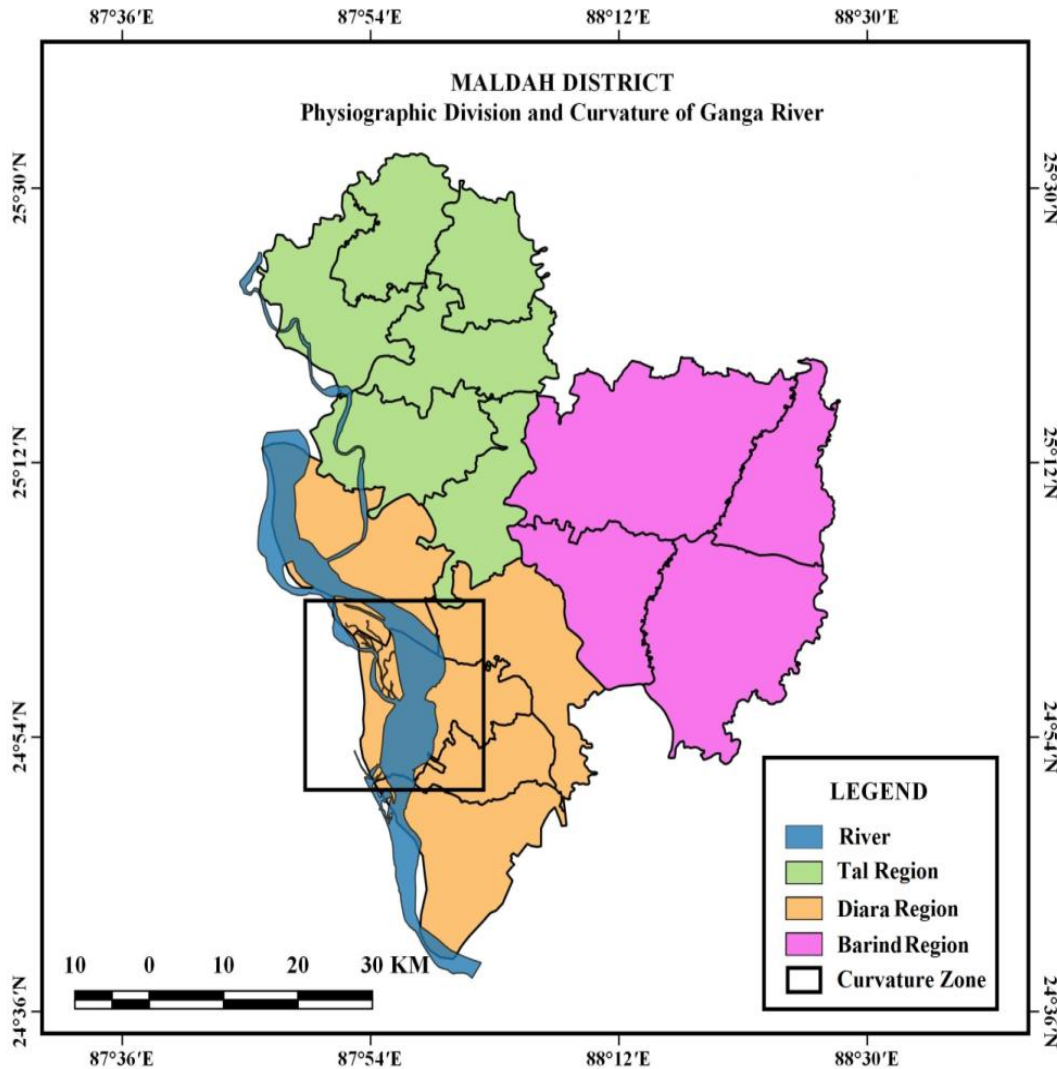 87°36'E 87°54'E 88°12'E 88°30'E
MALDAH DISTRICT
Physiographic Division and Curvature of Ganga River
25°30'N 25°30'N
25°12'N 25°12'N
24°54'N 24°54'N
LEGEND
River
Tal Region
Diara Region
Barind Region
Curvature Zone
10 0 10 20 30 KM
24°36'N 24°36'N
87°36'E 87°54'E 88°12'E 88°30'E